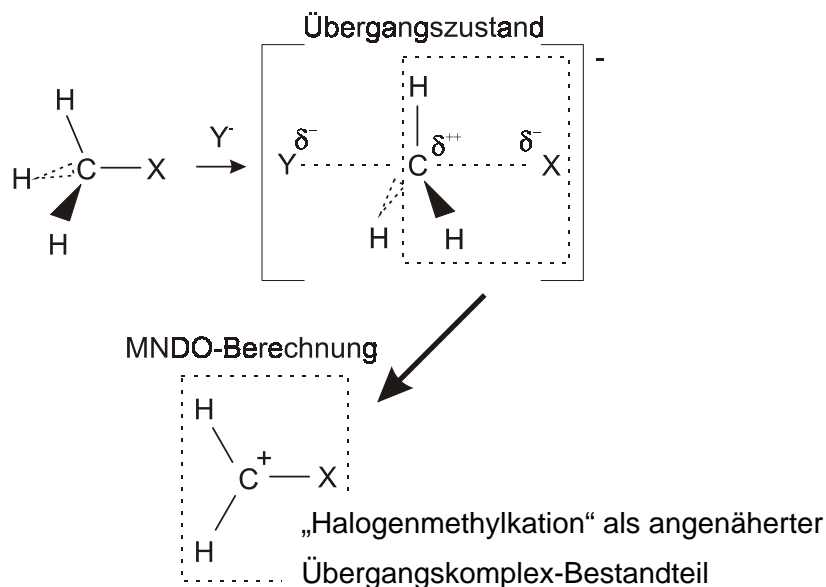 Übergangszustand
-
H H
Y⁻ δ⁻ δ⁺⁺ δ⁻
H C X Y C X
H H H
MNDO-Berechnung
H
+
C X
„Halogenmethylkation“ als angenäherter
H
Übergangskomplex-Bestandteil